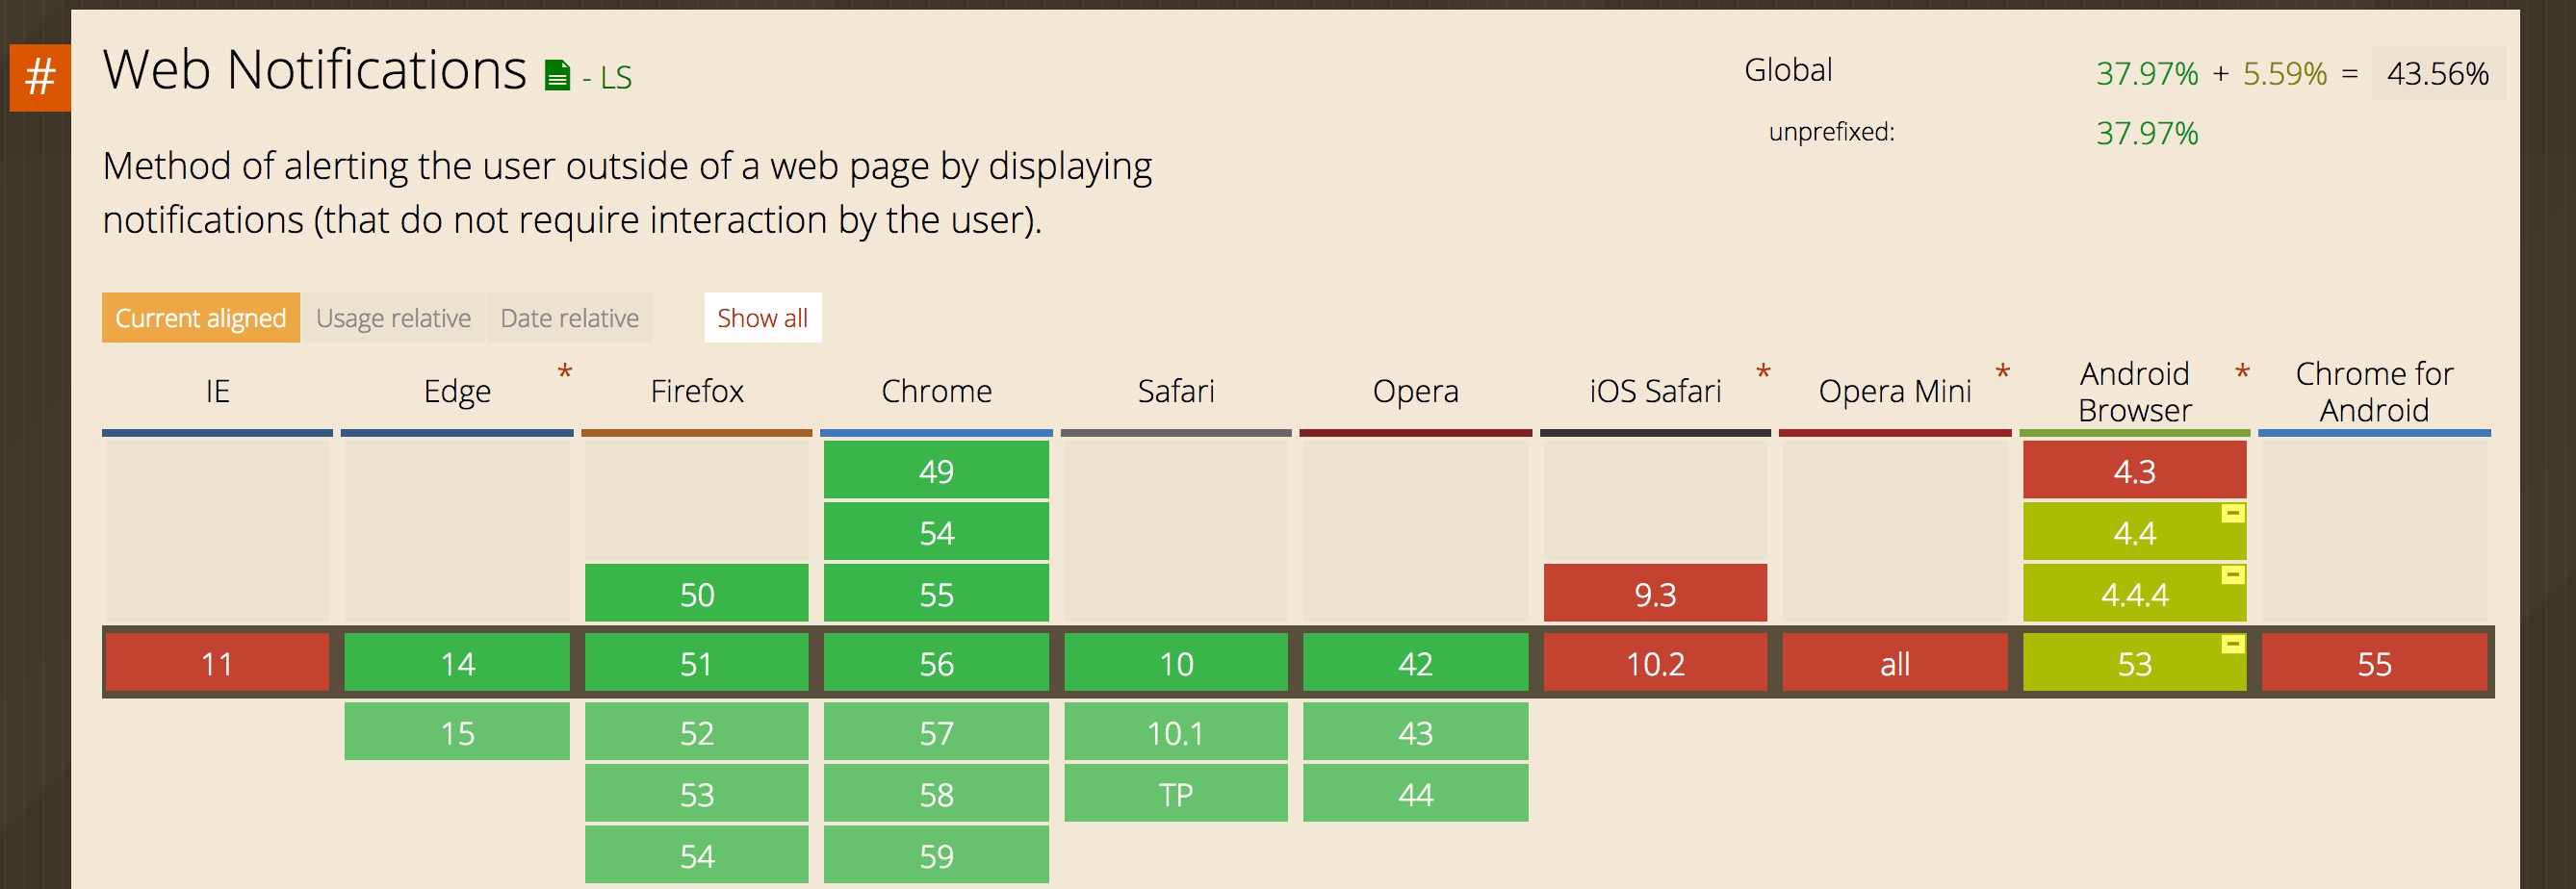 #
Web Notifications - LS
Global 37.97% + 5.59% = 43.56%
unprefixed: 37.97%
Method of alerting the user outside of a web page by displaying
notifications (that do not require interaction by the user).
Current aligned Usage relative Date relative Show all
IE Edge * Firefox Chrome Safari Opera iOS Safari * Opera Mini * Android Browser * Chrome for Android
49 4.3
54 4.4 -
50 55 9.3 4.4.4 -
11 14 51 56 10 42 10.2 all 53 - 55
15 52 57 10.1 43
53 58 TP 44
54 59